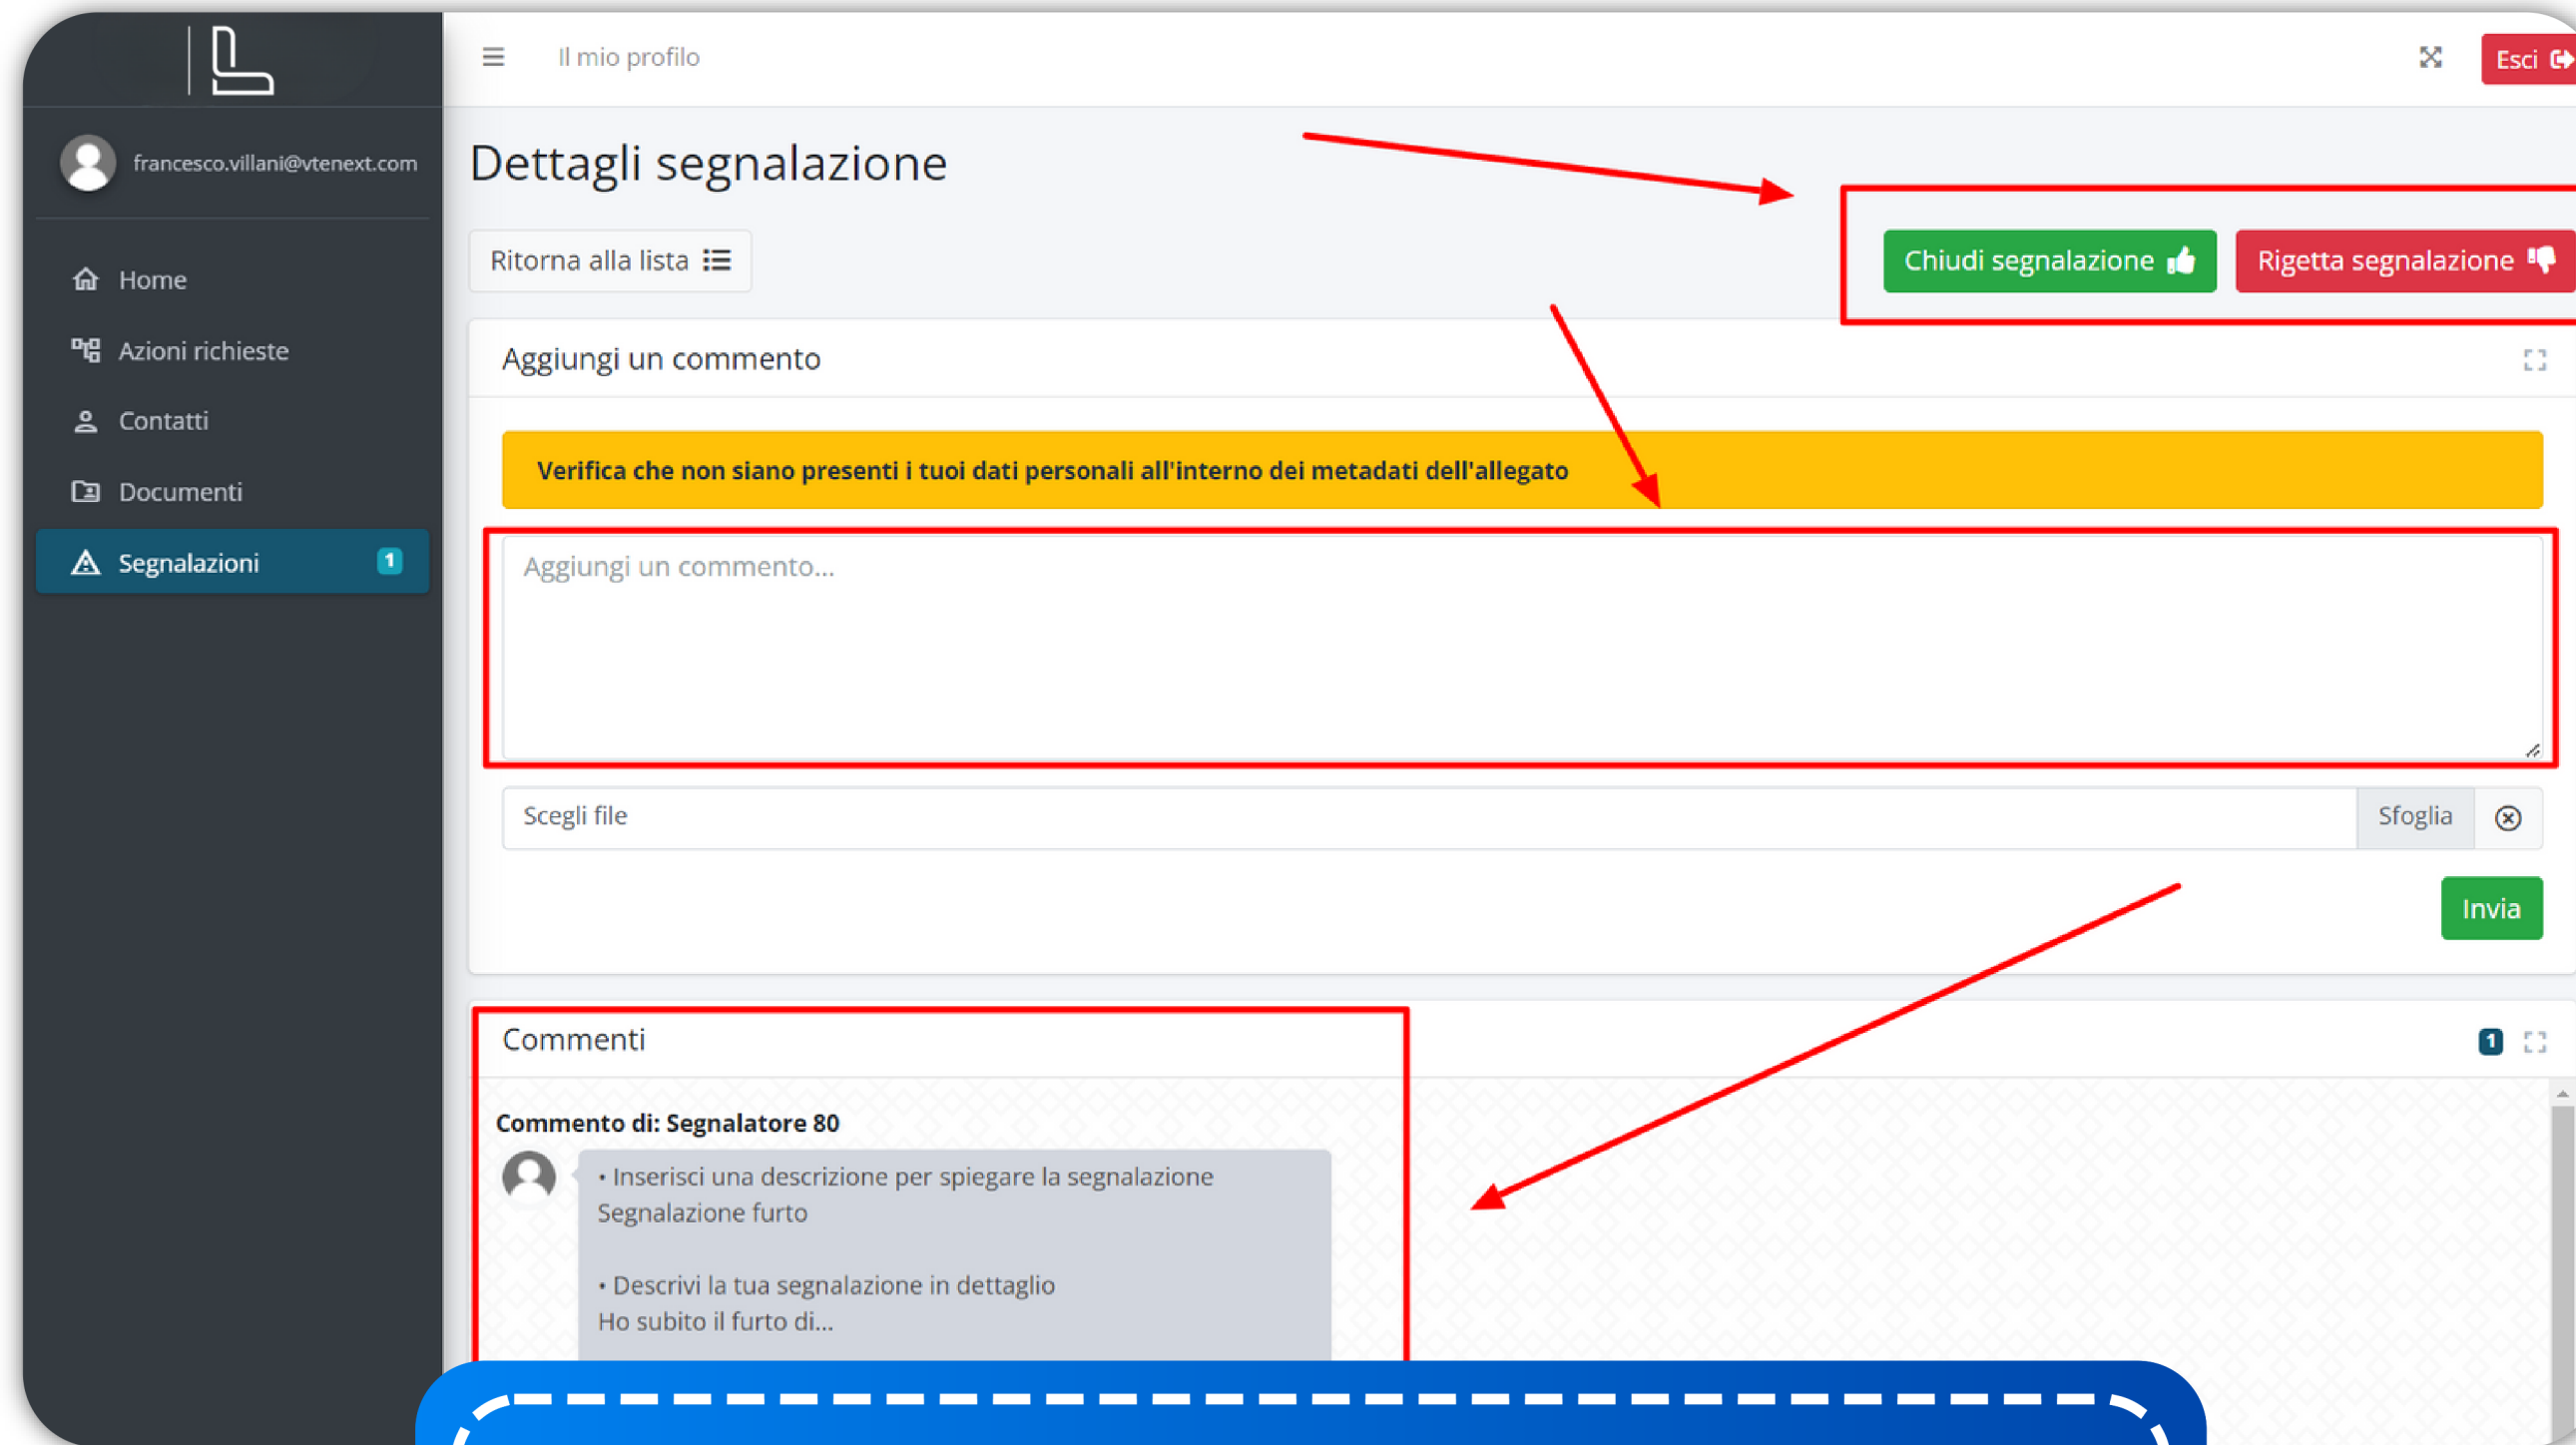 Il mio profilo
Esci
francesco.villani@vtenext.com
Home
Azioni richieste
Contatti
Documenti
Segnalazioni 1
Dettagli segnalazione
Ritorna alla lista
Chiudi segnalazione
Rigetta segnalazione
Aggiungi un commento
Verifica che non siano presenti i tuoi dati personali all'interno dei metadati dell'allegato
Aggiungi un commento...
Scegli file
Sfoglia
Invia
Commenti
1
Commento di: Segnalatore 80
• Inserisci una descrizione per spiegare la segnalazione
Segnalazione furto
• Descrivi la tua segnalazione in dettaglio
Ho subito il furto di...